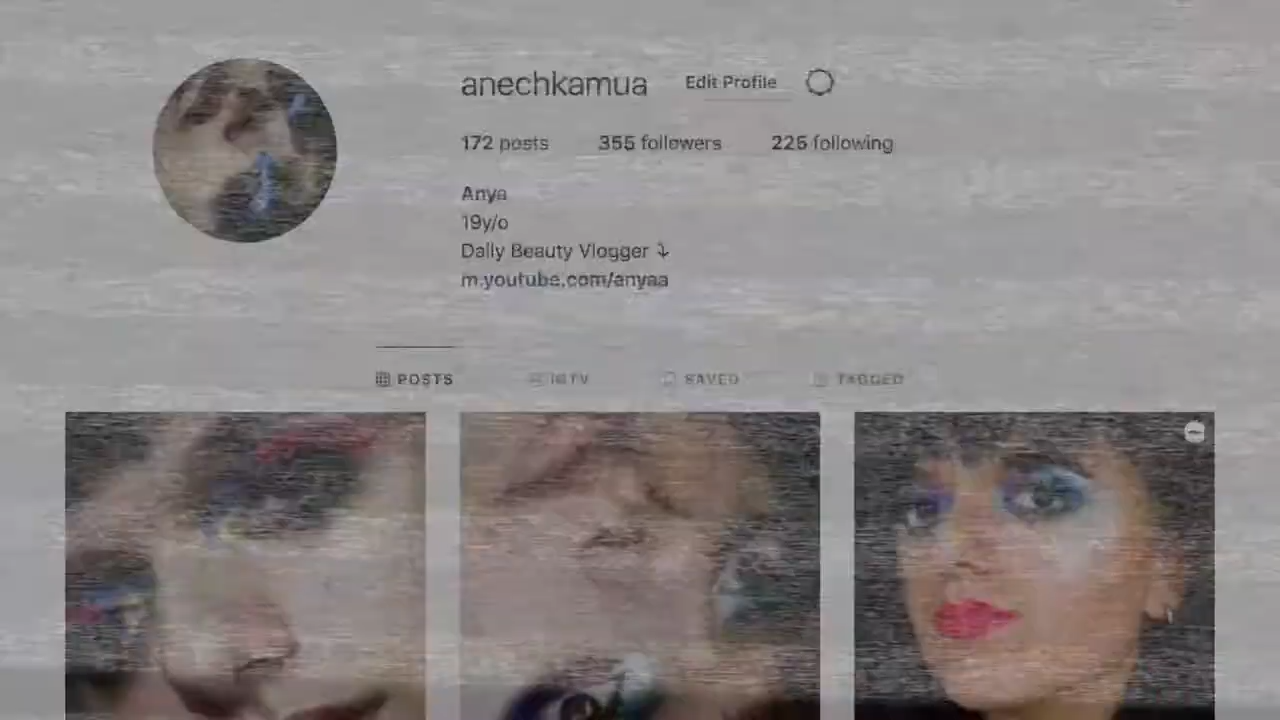 anechkamua Edit Profile
172 posts 355 followers 225 following
Anya
19y/o
Daily Beauty Vlogger ↴
m.youtube.com/anyaa
POSTS IGTV SAVED TAGGED